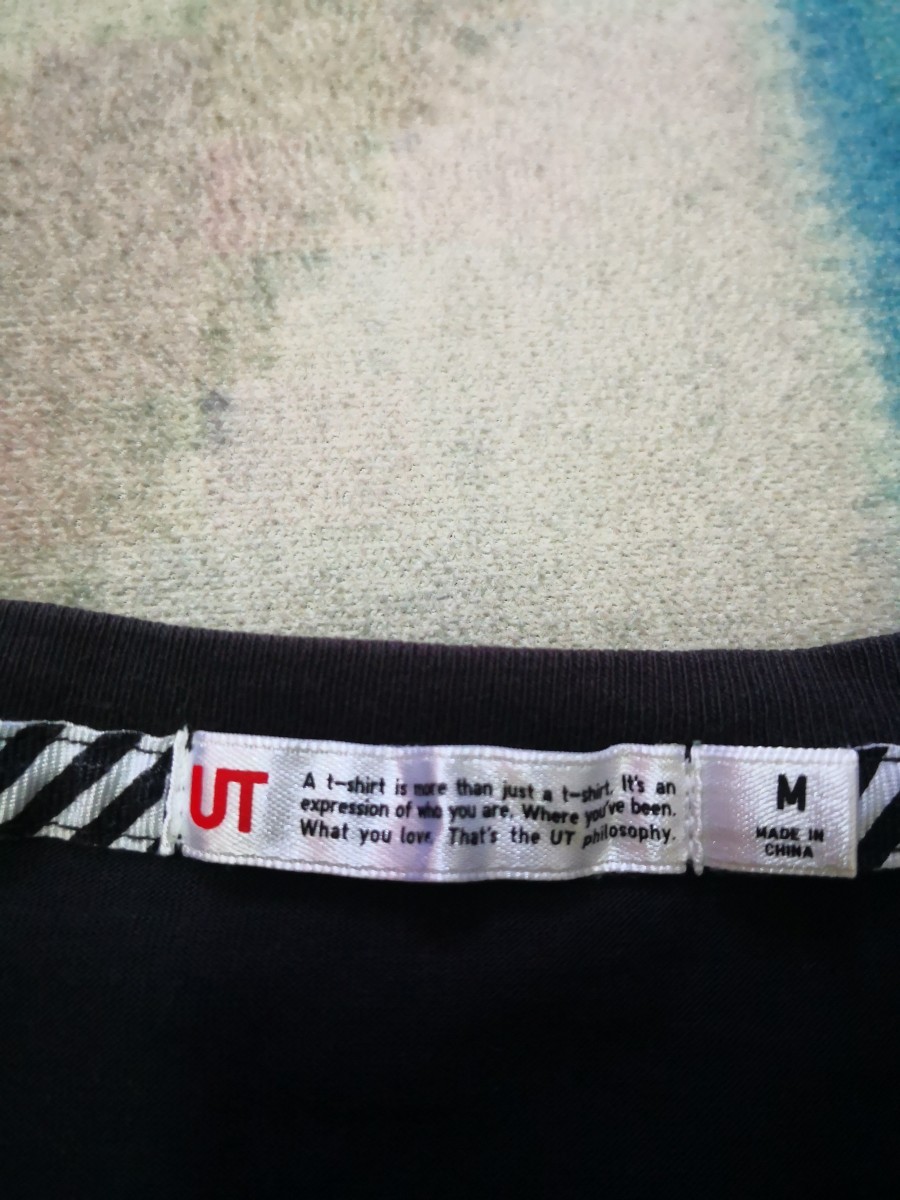 UT
A t-shirt is more than just a t-shirt. It's an
expression of who you are. Where you've been.
What you love. That's the UT philosophy.
M
MADE IN
CHINA